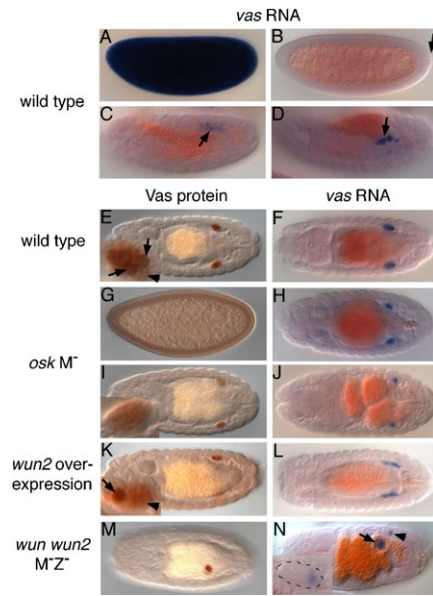 vas RNA
A
B
wild type
C
D
Vas protein
vas RNA
wild type
E
F
G
H
osk M-
I
J
wun2 over-
expression
K
L
wun wun2
M-Z-
M
N